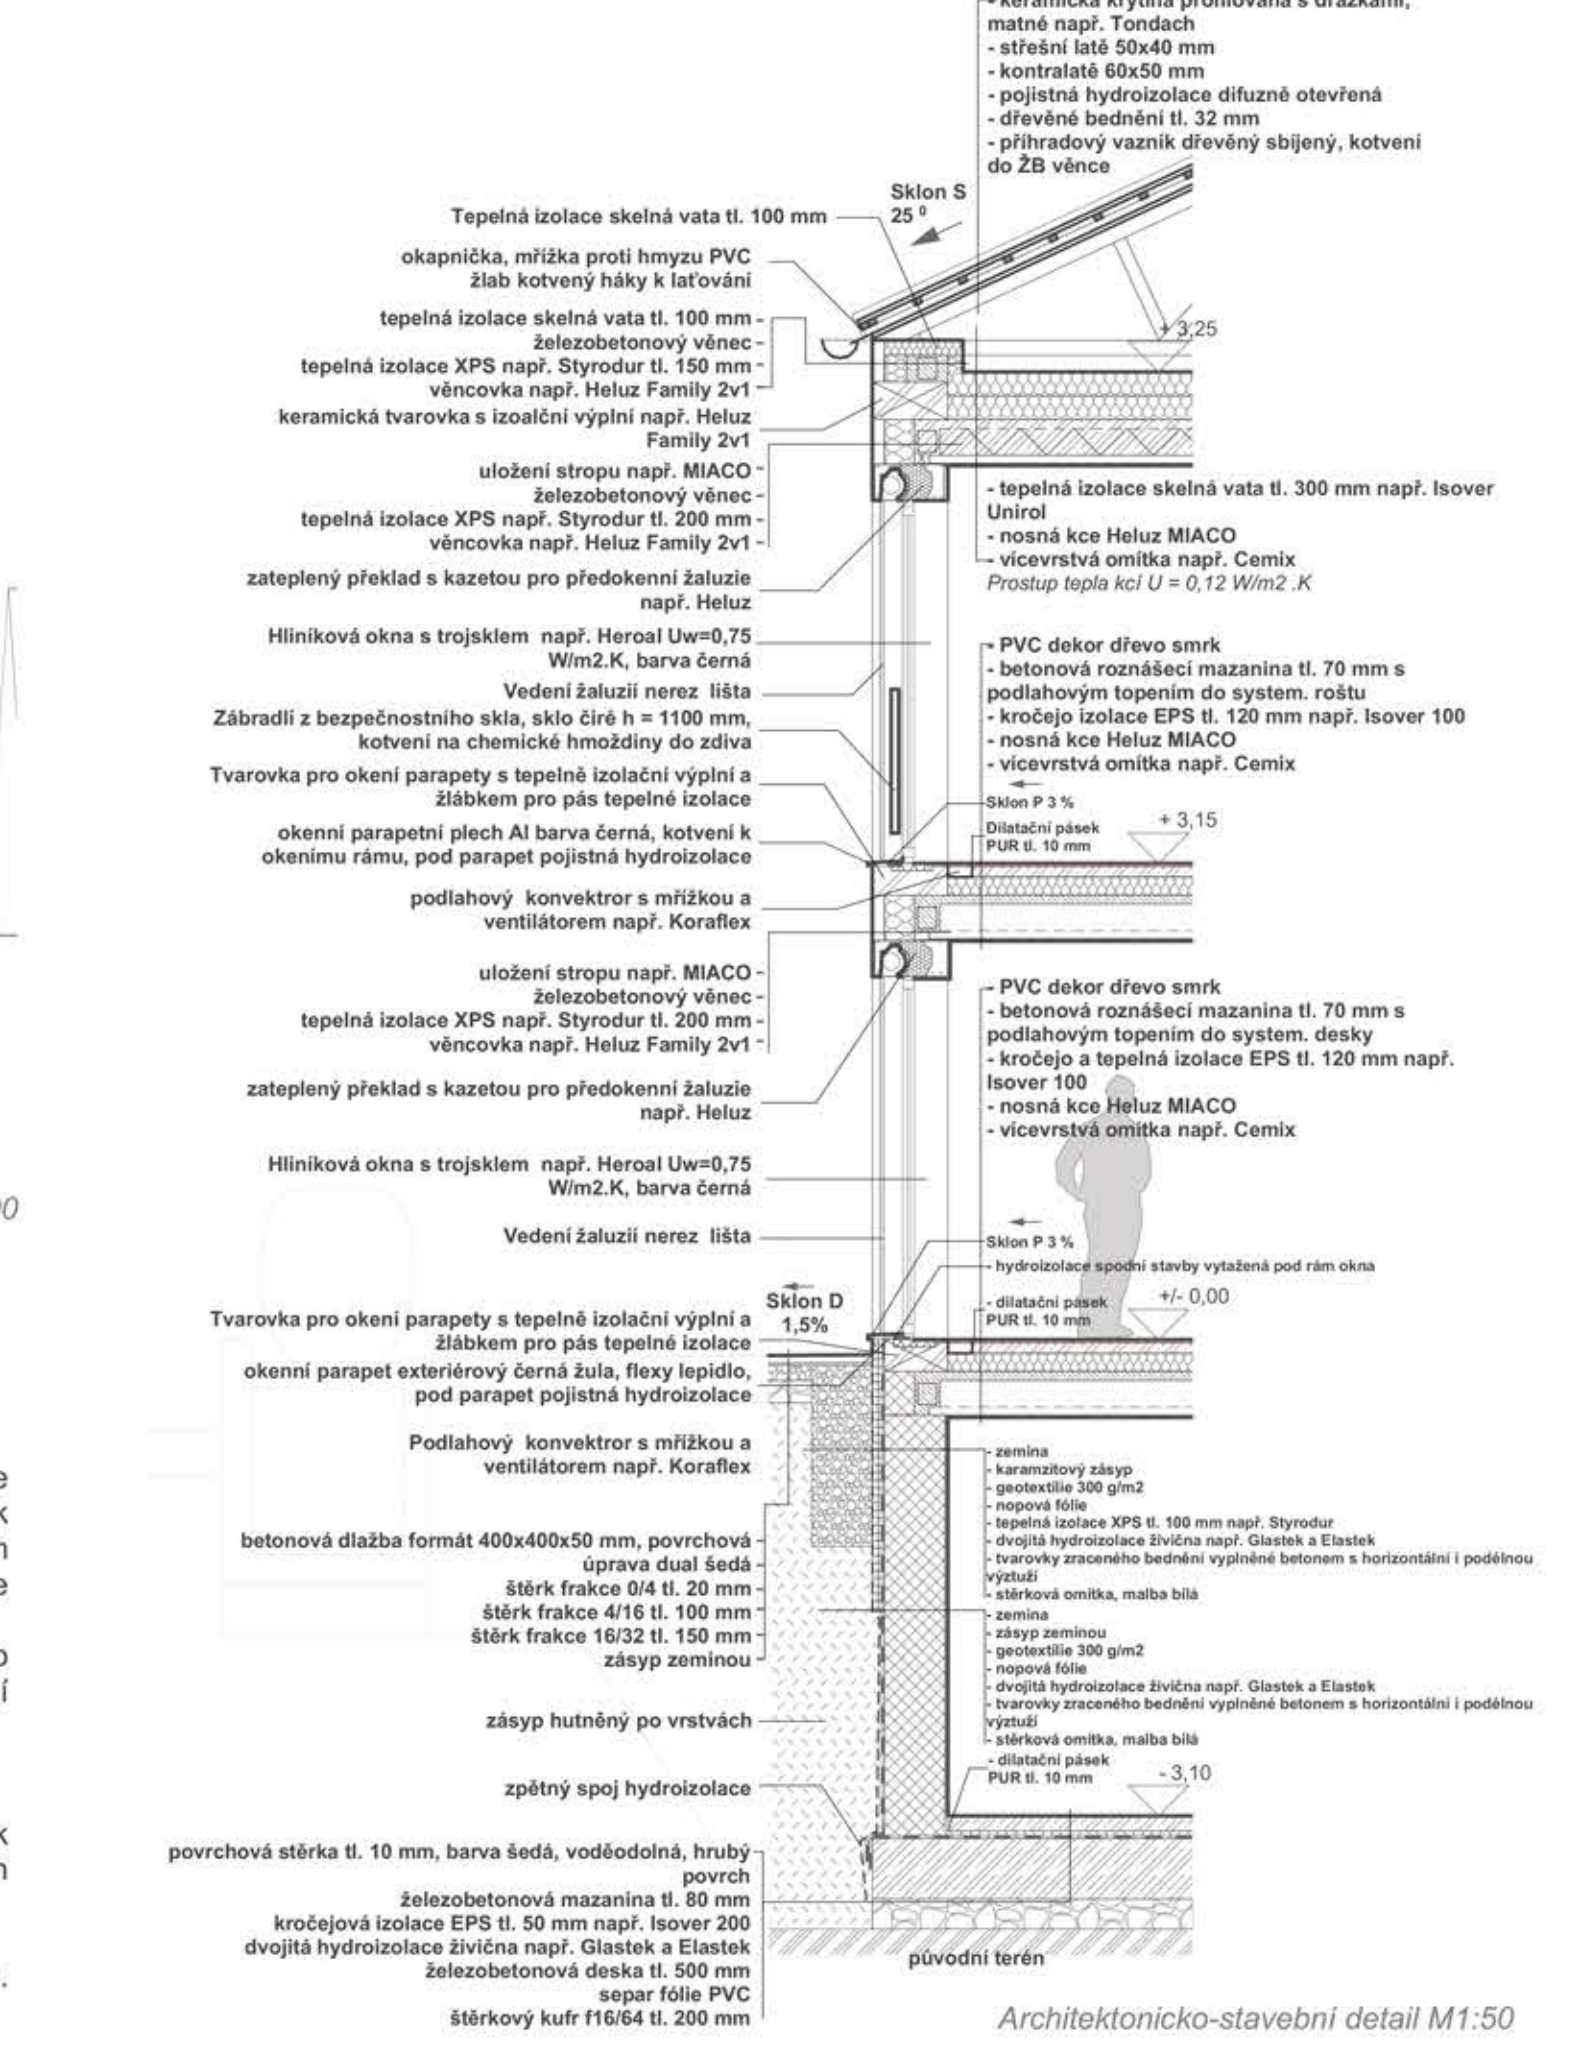 - keramická krytina profilovaná s drážkami,
matné např. Tondach
- střešní latě 50x40 mm
- kontralatě 60x50 mm
- pojistná hydroizolace difuzně otevřená
- dřevěné bednění tl. 32 mm
- příhradový vazník dřevěný sbíjený, kotvení
do ŽB věnce
Sklon S
25 ⁰
Tepelná izolace skelná vata tl. 100 mm
okapnička, mřížka proti hmyzu PVC
žlab kotvený háky k laťování
tepelná izolace skelná vata tl. 100 mm -
železobetonový věnec -
tepelná izolace XPS např. Styrodur tl. 150 mm -
věncovka např. Heluz Family 2v1 -
keramická tvarovka s izoalční výplní např. Heluz
Family 2v1
uložení stropu např. MIACO -
železobetonový věnec -
tepelná izolace XPS např. Styrodur tl. 200 mm -
věncovka např. Heluz Family 2v1 -
zateplený překlad s kazetou pro předokenní žaluzie
např. Heluz
Hliníková okna s trojsklem např. Heroal Uw=0,75
W/m2.K, barva černá
Vedení žaluzií nerez lišta
Zábradlí z bezpečnostního skla, sklo čiré h = 1100 mm,
kotvení na chemické hmoždiny do zdiva
Tvarovka pro okení parapety s tepelně izolační výplní a
žlábkem pro pás tepelné izolace
okenní parapetní plech Al barva černá, kotvení k
okenímu rámu, pod parapet pojistná hydroizolace
podlahový konvektror s mřížkou a
ventilátorem např. Koraflex
uložení stropu např. MIACO -
železobetonový věnec -
tepelná izolace XPS např. Styrodur tl. 200 mm -
věncovka např. Heluz Family 2v1 -
zateplený překlad s kazetou pro předokenní žaluzie
např. Heluz
Hliníková okna s trojsklem např. Heroal Uw=0,75
W/m2.K, barva černá
Vedení žaluzií nerez lišta
Sklon D
1,5%
Tvarovka pro okení parapety s tepelně izolační výplní a
žlábkem pro pás tepelné izolace
okenní parapet exteriérový černá žula, flexy lepidlo,
pod parapet pojistná hydroizolace
Podlahový konvektror s mřížkou a
ventilátorem např. Koraflex
betonová dlažba formát 400x400x50 mm, povrchová -
úprava dual šedá -
štěrk frakce 0/4 tl. 20 mm -
štěrk frakce 4/16 tl. 100 mm -
štěrk frakce 16/32 tl. 150 mm -
zásyp zeminou
zásyp hutněný po vrstvách
zpětný spoj hydroizolace
povrchová stěrka tl. 10 mm, barva šedá, voděodolná, hrubý
povrch
železobetonová mazanina tl. 80 mm
kročejová izolace EPS tl. 50 mm např. Isover 200
dvojitá hydroizolace živična např. Glastek a Elastek
železobetonová deska tl. 500 mm
separ fólie PVC
štěrkový kufr f16/64 tl. 200 mm
+ 3,25
- tepelná izolace skelná vata tl. 300 mm např. Isover
Unirol
- nosná kce Heluz MIACO
- vícevrstvá omítka např. Cemix
Prostup tepla kcí U = 0,12 W/m2 .K
- PVC dekor dřevo smrk
- betonová roznášecí mazanina tl. 70 mm s
podlahovým topením do system. roštu
- kročejo izolace EPS tl. 120 mm např. Isover 100
- nosná kce Heluz MIACO
- vícevrstvá omítka např. Cemix
Sklon P 3 %
Dilatační pásek
PUR tl. 10 mm
+ 3,15
- PVC dekor dřevo smrk
- betonová roznášecí mazanina tl. 70 mm s
podlahovým topením do system. desky
- kročejo a tepelná izolace EPS tl. 120 mm např.
Isover 100
- nosná kce Heluz MIACO
- vícevrstvá omítka např. Cemix
Sklon P 3 %
- hydroizolace spodní stavby vytažená pod rám okna
- dilatační pásek
PUR tl. 10 mm
+/- 0,00
- zemina
- karamzitový zásyp
- geotextílie 300 g/m2
- nopová fólie
- tepelná izolace XPS tl. 100 mm např. Styrodur
- dvojitá hydroizolace živična např. Glastek a Elastek
- tvarovky zraceného bednění vyplněné betonem s horizontální i podélnou
výztuží
- stěrková omítka, malba bílá
- zemina
- zásyp zeminou
- geotextílie 300 g/m2
- nopová fólie
- dvojitá hydroizolace živična např. Glastek a Elastek
- tvarovky zraceného bednění vyplněné betonem s horizontální i podélnou
výztuží
- stěrková omítka, malba bílá
- dilatační pásek
PUR tl. 10 mm
- 3,10
původní terén
Architektonicko-stavební detail M1:50